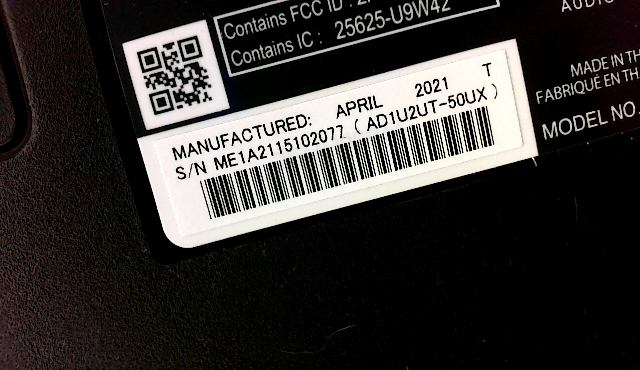 Contains FCC ID :
Contains IC : 25625-U9W42
MANUFACTURED: APRIL 2021 T
S/N ME1A2115102077 ( AD1U2UT-50UX )
AUDIO
MADE IN TH
FABRIQUÉ EN TH
MODEL NO.